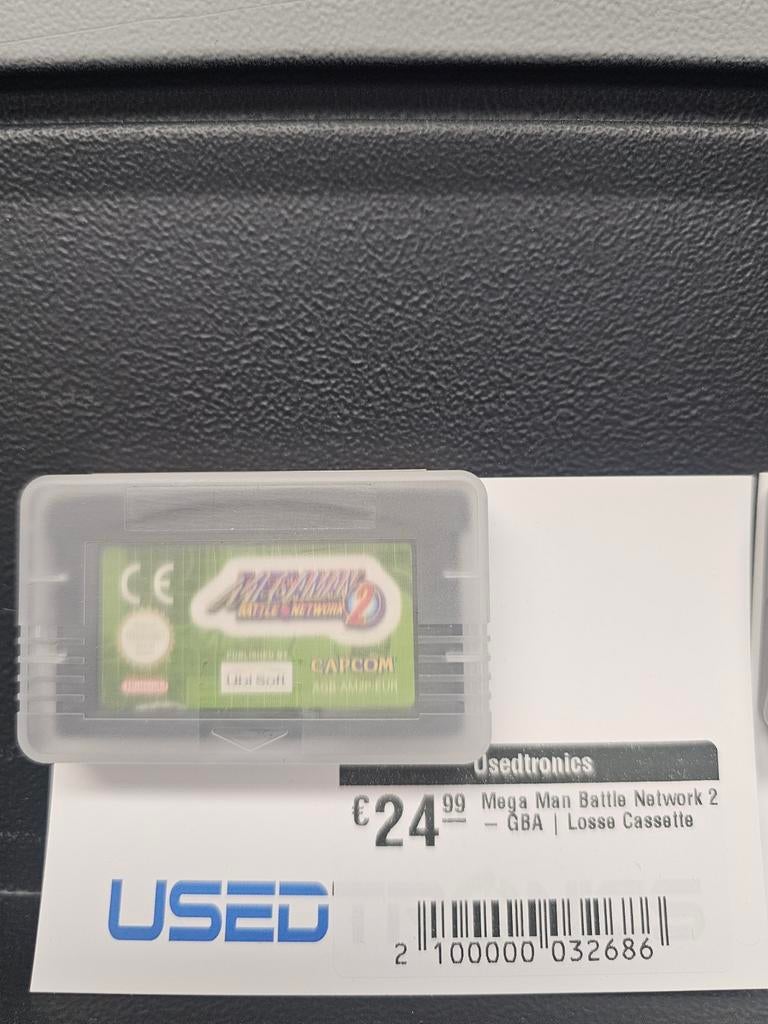 CE
MEGAMAN
BATTLE NETWORK 2
PUBLISHED BY
Ubi Soft
CAPCOM
AGB-AM2P-EUR
Usedtronics
€24⁹⁹
Mega Man Battle Network 2
– GBA | Losse Cassette
USED
2 100000 032686